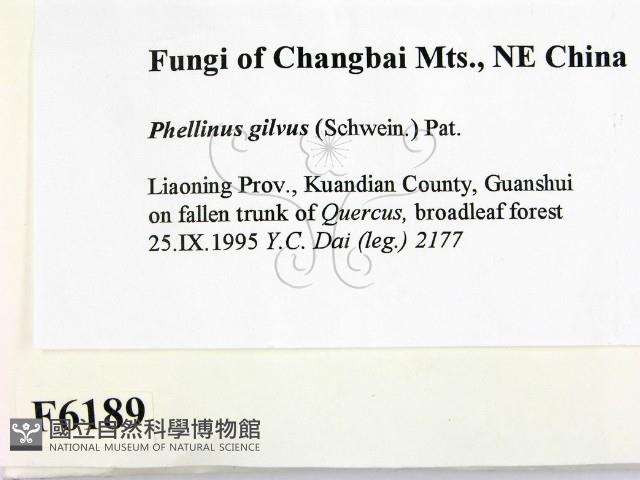 Fungi of Changbai Mts., NE China
Phellinus gilvus (Schwein.) Pat.
Liaoning Prov., Kuandian County, Guanshui
on fallen trunk of Quercus, broadleaf forest
25.IX.1995 Y.C. Dai (leg.) 2177
F6189
國立自然科學博物館
NATIONAL MUSEUM OF NATURAL SCIENCE